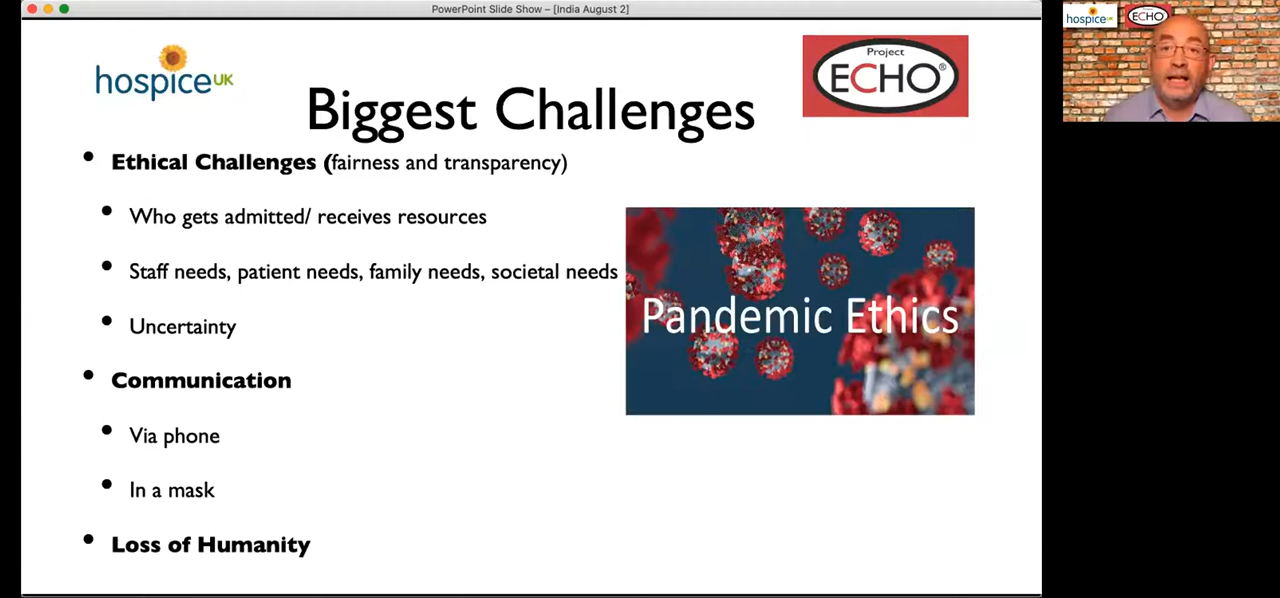 PowerPoint Slide Show – [India August 2]
hospice UK
Project
ECHO®
Biggest Challenges
• Ethical Challenges (fairness and transparency)
• Who gets admitted/ receives resources
• Staff needs, patient needs, family needs, societal needs
• Uncertainty
• Communication
• Via phone
• In a mask
• Loss of Humanity
Pandemic Ethics
hospice UK
ECHO